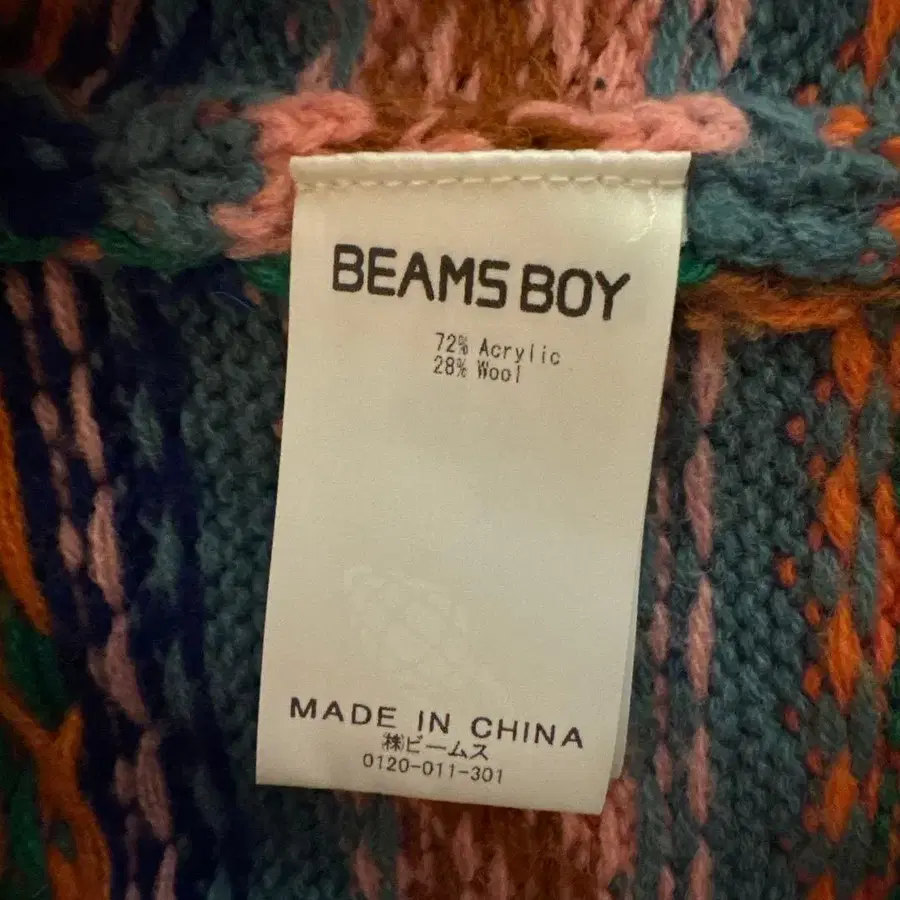 BEAMS BOY
72% Acrylic
28% Wool
MADE IN CHINA
㈱ビームス
0120-011-301